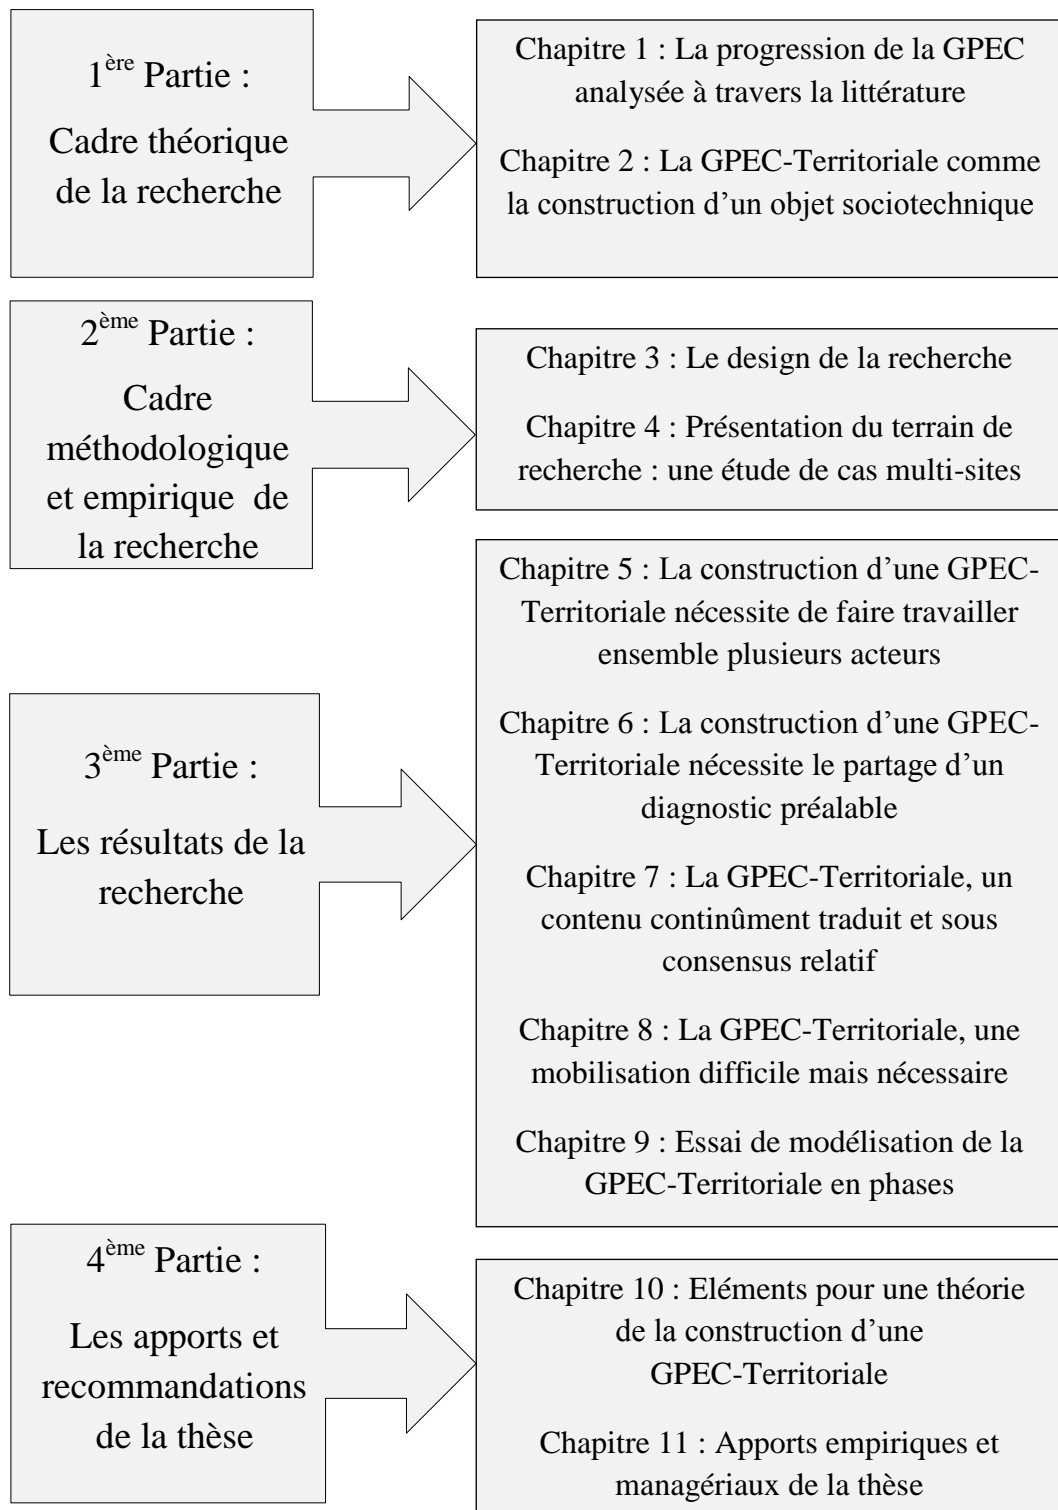 1ère Partie :
Cadre théorique
de la recherche
Chapitre 1 : La progression de la GPEC
analysée à travers la littérature
Chapitre 2 : La GPEC-Territoriale comme
la construction d’un objet sociotechnique
2ème Partie :
Cadre
méthodologique
et empirique de
la recherche
Chapitre 3 : Le design de la recherche
Chapitre 4 : Présentation du terrain de
recherche : une étude de cas multi-sites
3ème Partie :
Les résultats de la
recherche
Chapitre 5 : La construction d’une GPEC-
Territoriale nécessite de faire travailler
ensemble plusieurs acteurs
Chapitre 6 : La construction d’une GPEC-
Territoriale nécessite le partage d’un
diagnostic préalable
Chapitre 7 : La GPEC-Territoriale, un
contenu continûment traduit et sous
consensus relatif
Chapitre 8 : La GPEC-Territoriale, une
mobilisation difficile mais nécessaire
Chapitre 9 : Essai de modélisation de la
GPEC-Territoriale en phases
4ème Partie :
Les apports et
recommandations
de la thèse
Chapitre 10 : Eléments pour une théorie
de la construction d’une
GPEC-Territoriale
Chapitre 11 : Apports empiriques et
managériaux de la thèse